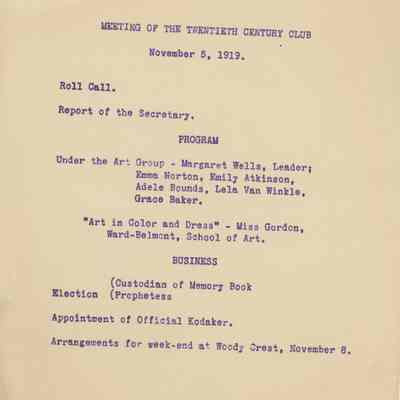 MEETING OF THE TWENTIETH CENTURY CLUB
November 5, 1919.
Roll Call.
Report of the Secretary.
PROGRAM
Under the Art Group - Margaret Wells, Leader;
Emma Norton, Emily Atkinson,
Adele Bounds, Lela Van Winkle,
Grace Baker.
"Art in Color and Dress" - Miss Gordon,
Ward-Belmont, School of Art.
BUSINESS
(Custodian of Memory Book
Election (Prophetess
Appointment of Official Kodaker.
Arrangements for week-end at Woody Crest, November 8.